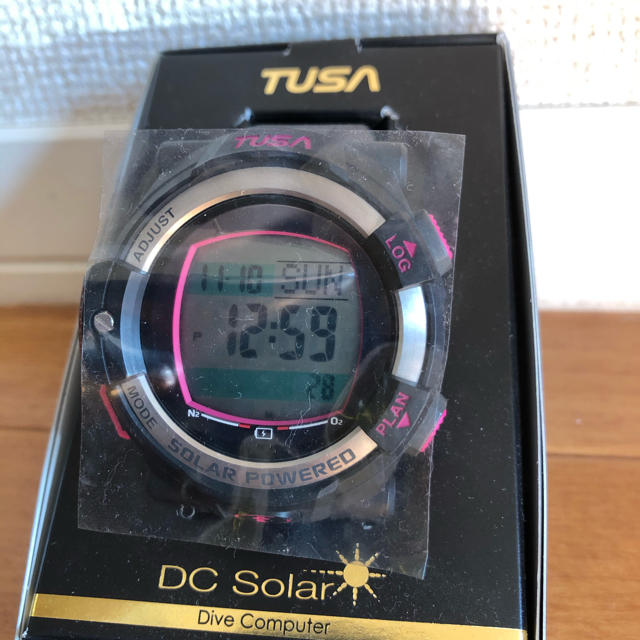 TUSA
TUSA
ADJUST
LOG
11-18 SUN
P 12:59
28
MODE
PLAN
N2 O2
SOLAR POWERED
DC Solar
Dive Computer